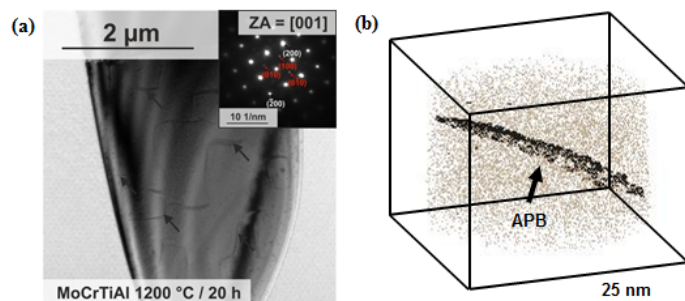 (a)
2 µm
ZA = [001]
(200)
(100)
(010)
(010)
(200)
10 1/nm
MoCrTiAl 1200 °C / 20 h
(b)
APB
25 nm